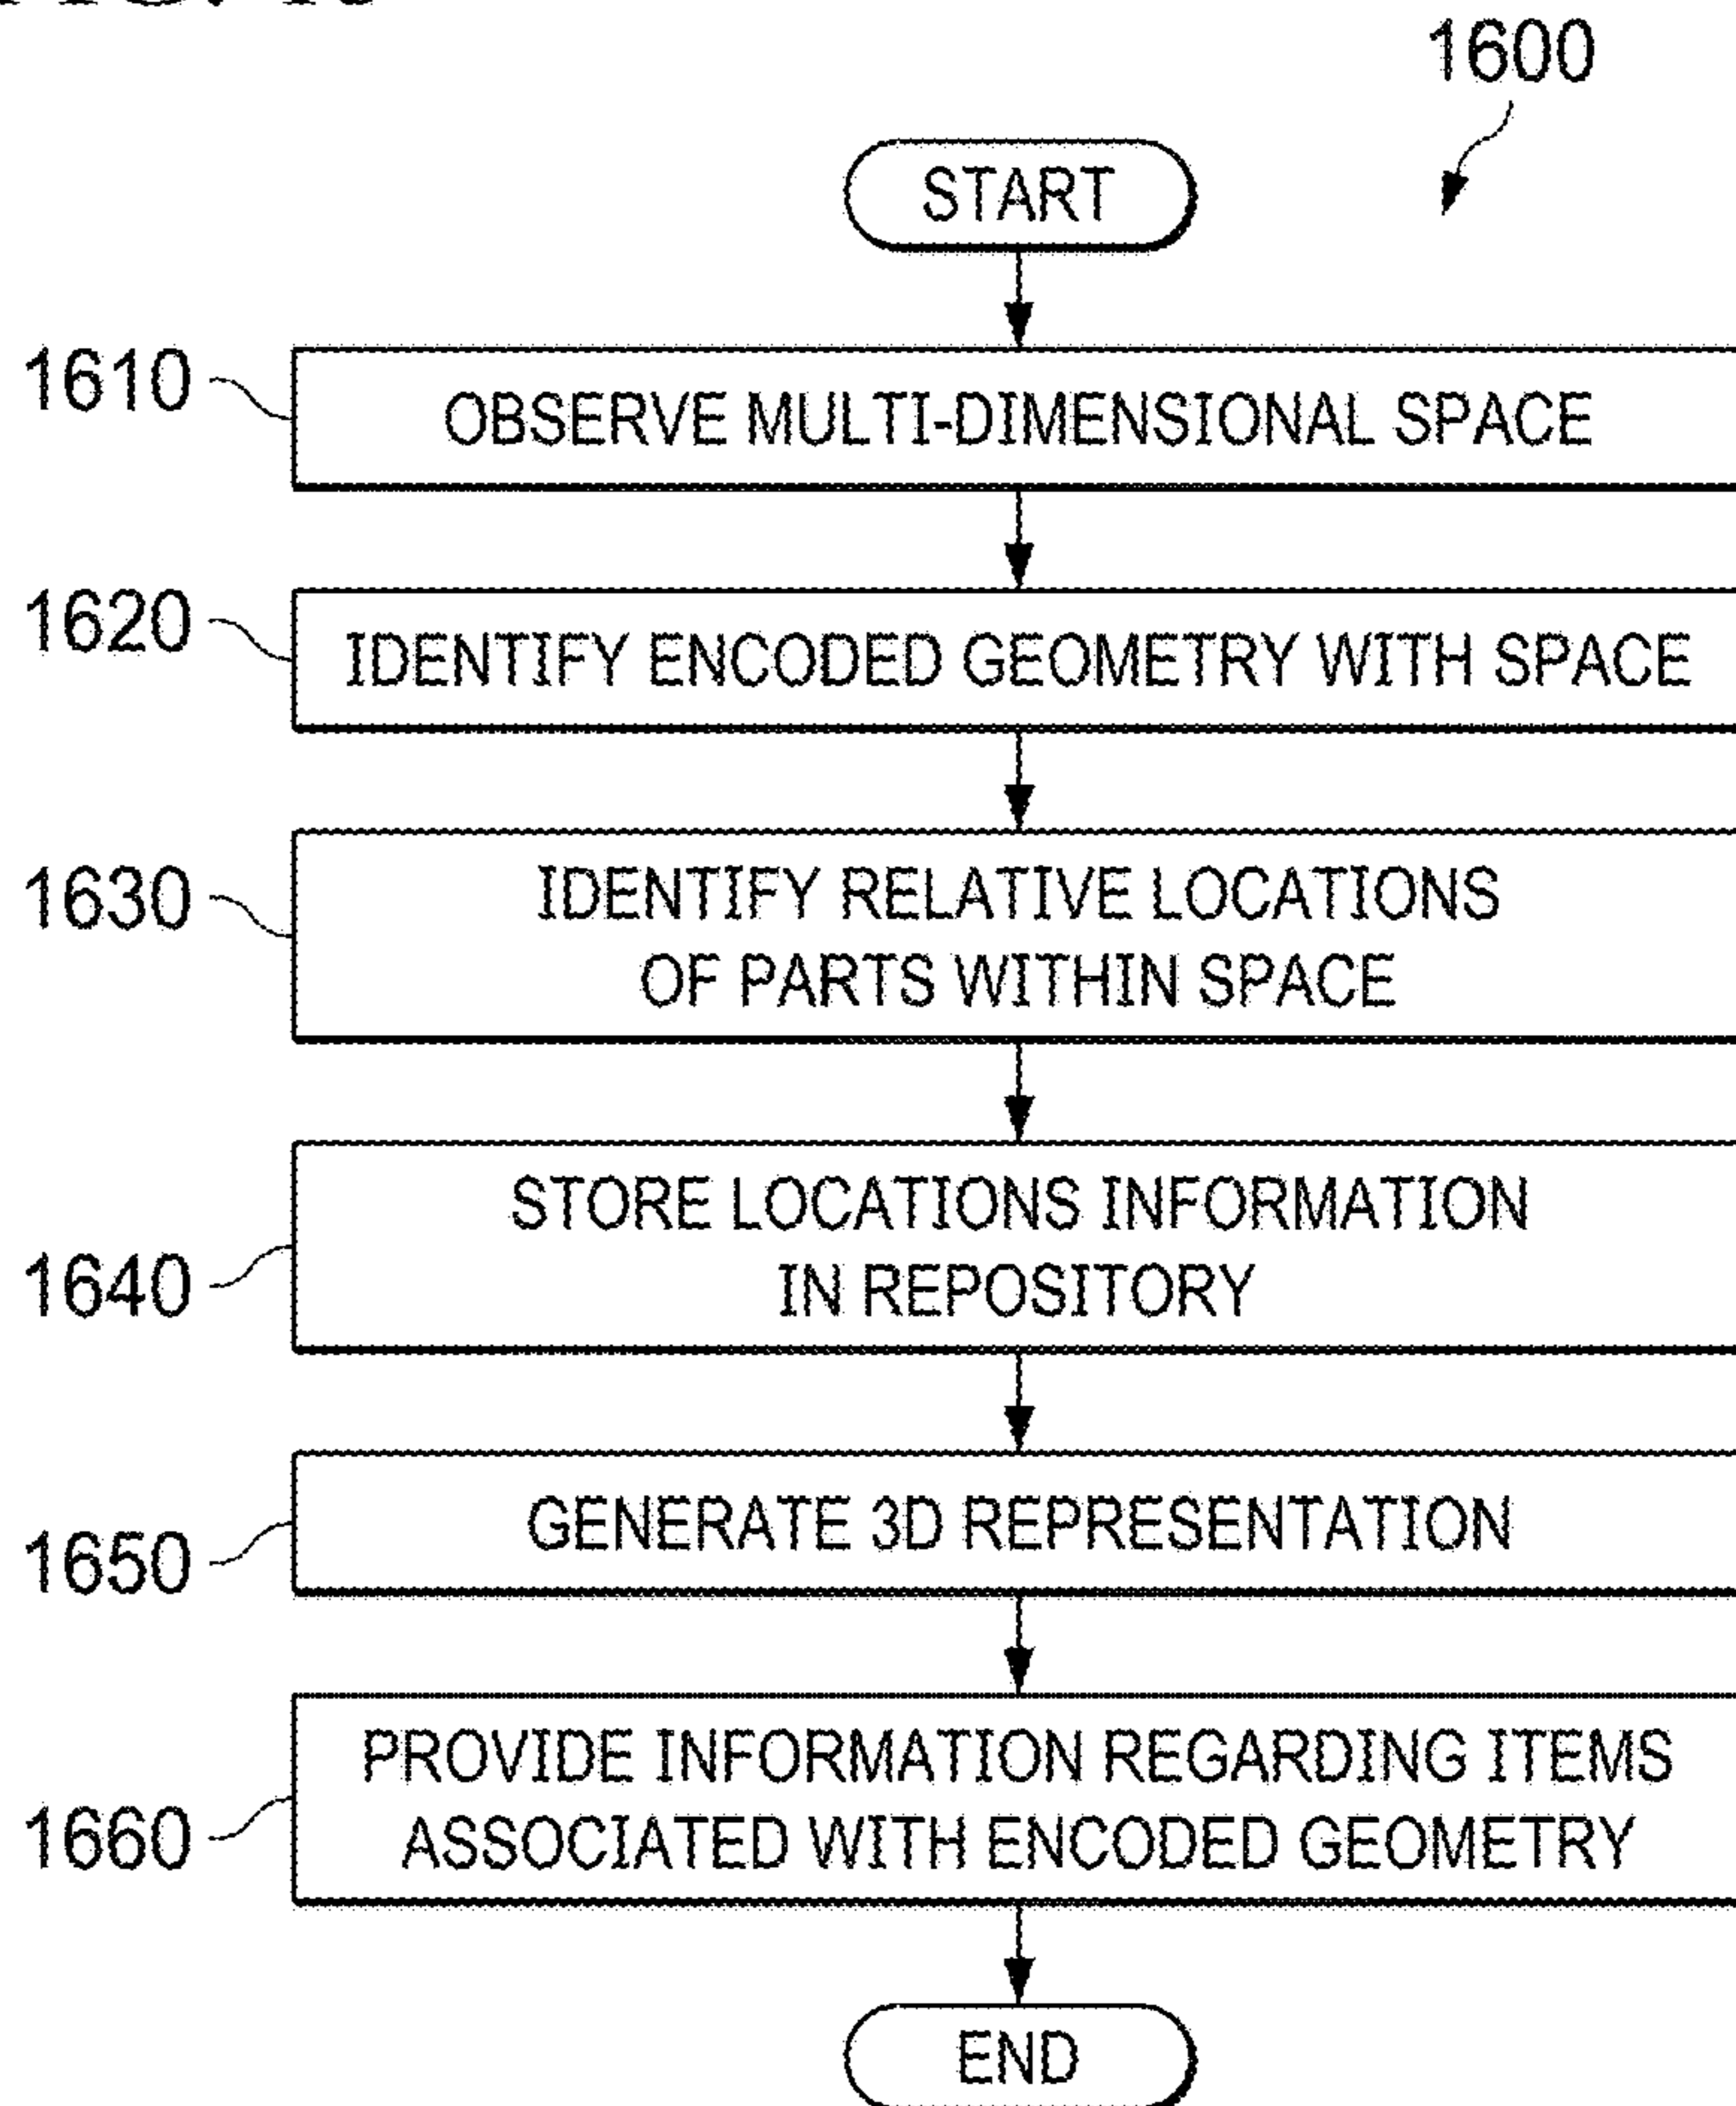 1600
START
1610
OBSERVE MULTI-DIMENSIONAL SPACE
1620
IDENTIFY ENCODED GEOMETRY WITH SPACE
1630
IDENTIFY RELATIVE LOCATIONS
OF PARTS WITHIN SPACE
1640
STORE LOCATIONS INFORMATION
IN REPOSITORY
1650
GENERATE 3D REPRESENTATION
1660
PROVIDE INFORMATION REGARDING ITEMS
ASSOCIATED WITH ENCODED GEOMETRY
END